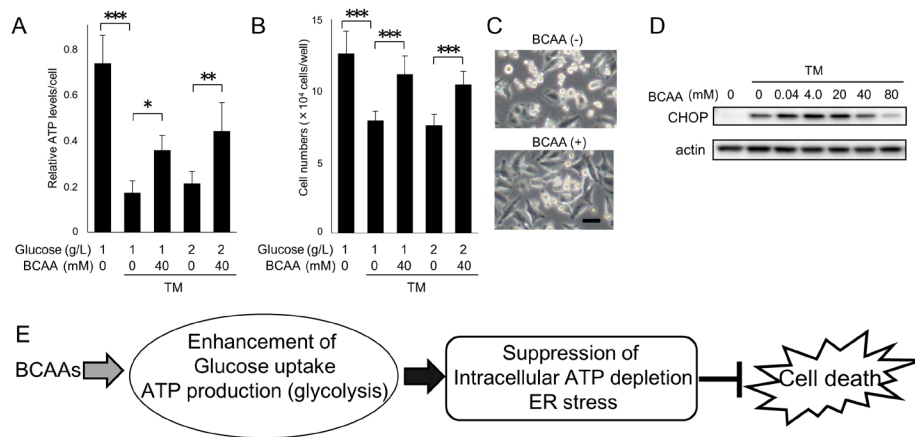 A
***
*
**
Relative ATP levels/cell
0.8
0.6
0.4
0.2
0
Glucose (g/L) 1 1 1 2 2
BCAA (mM) 0 0 40 0 40
TM
B
***
***
***
Cell numbers (×10⁴ cells/well)
15
10
5
0
Glucose (g/L) 1 1 1 2 2
BCAA (mM) 0 0 40 0 40
TM
C
BCAA (-)
BCAA (+)
D
TM
BCAA (mM) 0 0 0.04 4.0 20 40 80
CHOP
actin
E
BCAAs
Enhancement of
Glucose uptake
ATP production (glycolysis)
Suppression of
Intracellular ATP depletion
ER stress
Cell death